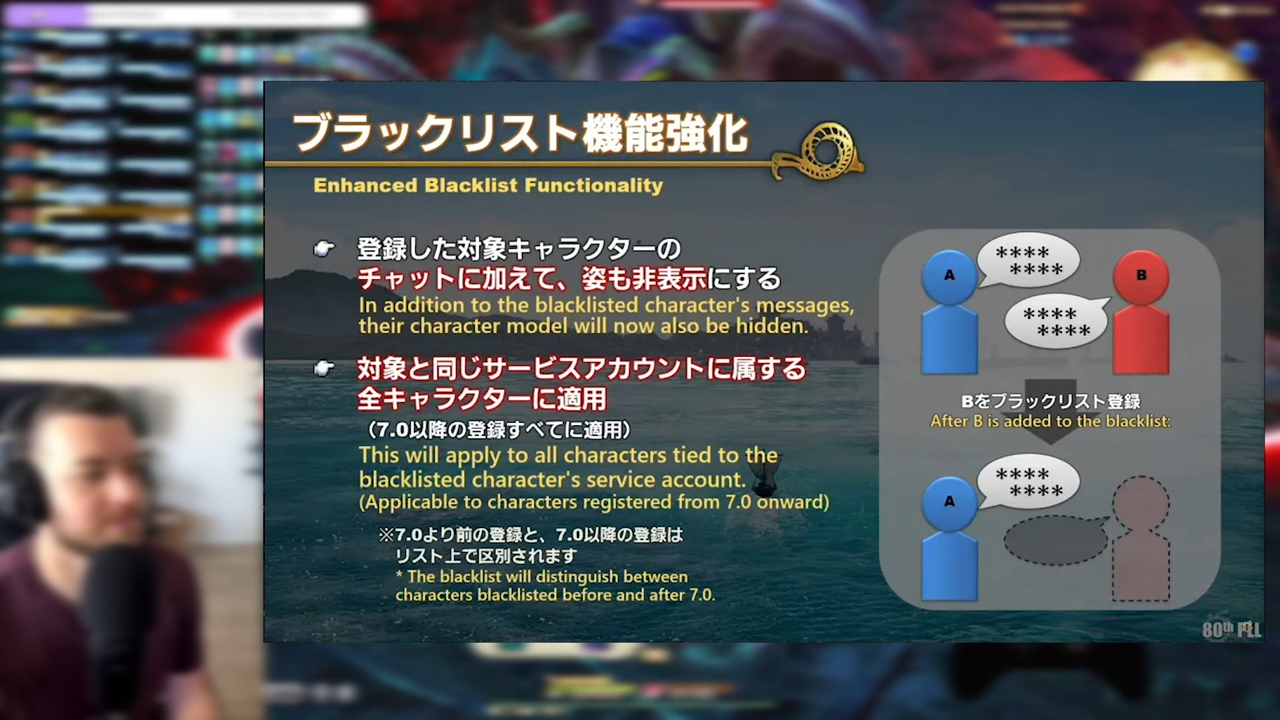 ブラックリスト機能強化
Enhanced Blacklist Functionality
登録した対象キャラクターの
チャットに加えて、姿も非表示にする
In addition to the blacklisted character's messages,
their character model will now also be hidden.
対象と同じサービスアカウントに属する
全キャラクターに適用
（7.0以降の登録すべてに適用）
This will apply to all characters tied to the
blacklisted character's service account.
(Applicable to characters registered from 7.0 onward)
※7.0より前の登録と、7.0以降の登録は
リスト上で区別されます
* The blacklist will distinguish between
characters blacklisted before and after 7.0.
A
****
****
B
****
****
Bをブラックリスト登録
After B is added to the blacklist:
A
****
****
80th PLL